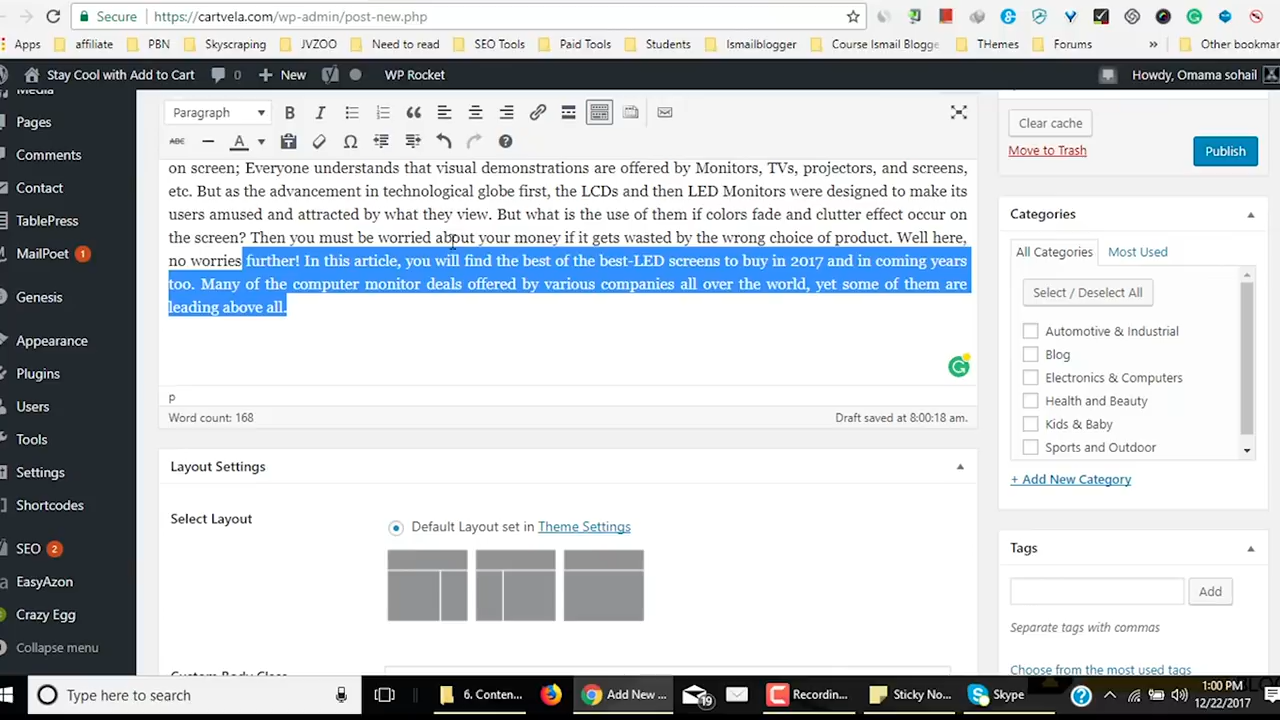 Secure https://cartvela.com/wp-admin/post-new.php
Apps affiliate PBN Skyscraping JVZOO Need to read SEO Tools Paid Tools Students Ismailblogger Course Ismail Blogge THemes Forums » Other bookmar
Stay Cool with Add to Cart 0 New WP Rocket Howdy, Omama sohail
Media
Pages
Comments
Contact
TablePress
MailPoet 1
Genesis
Appearance
Plugins
Users
Tools
Settings
Shortcodes
SEO 2
EasyAzon
Crazy Egg
Collapse menu
Paragraph B I
ABC A
on screen; Everyone understands that visual demonstrations are offered by Monitors, TVs, projectors, and screens,
etc. But as the advancement in technological globe first, the LCDs and then LED Monitors were designed to make its
users amused and attracted by what they view. But what is the use of them if colors fade and clutter effect occur on
the screen? Then you must be worried about your money if it gets wasted by the wrong choice of product. Well here,
no worries further! In this article, you will find the best of the best-LED screens to buy in 2017 and in coming years
too. Many of the computer monitor deals offered by various companies all over the world, yet some of them are
leading above all.
p
Word count: 168 Draft saved at 8:00:18 am.
Layout Settings
Select Layout
Default Layout set in Theme Settings
Clear cache
Move to Trash
Publish
Categories
All Categories Most Used
Select / Deselect All
Automotive & Industrial
Blog
Electronics & Computers
Health and Beauty
Kids & Baby
Sports and Outdoor
+ Add New Category
Tags
Add
Separate tags with commas
Choose from the most used tags
Type here to search
6. Conten...
Add New ...
19
Recordin...
Sticky No...
Skype
1:00 PM
12/22/2017